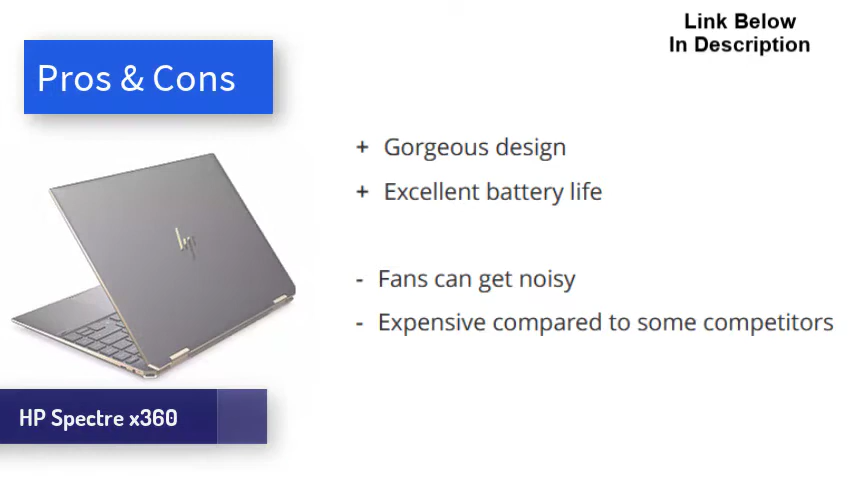 Link Below
In Description
Pros & Cons
+ Gorgeous design
+ Excellent battery life
- Fans can get noisy
- Expensive compared to some competitors
hp
HP Spectre x360